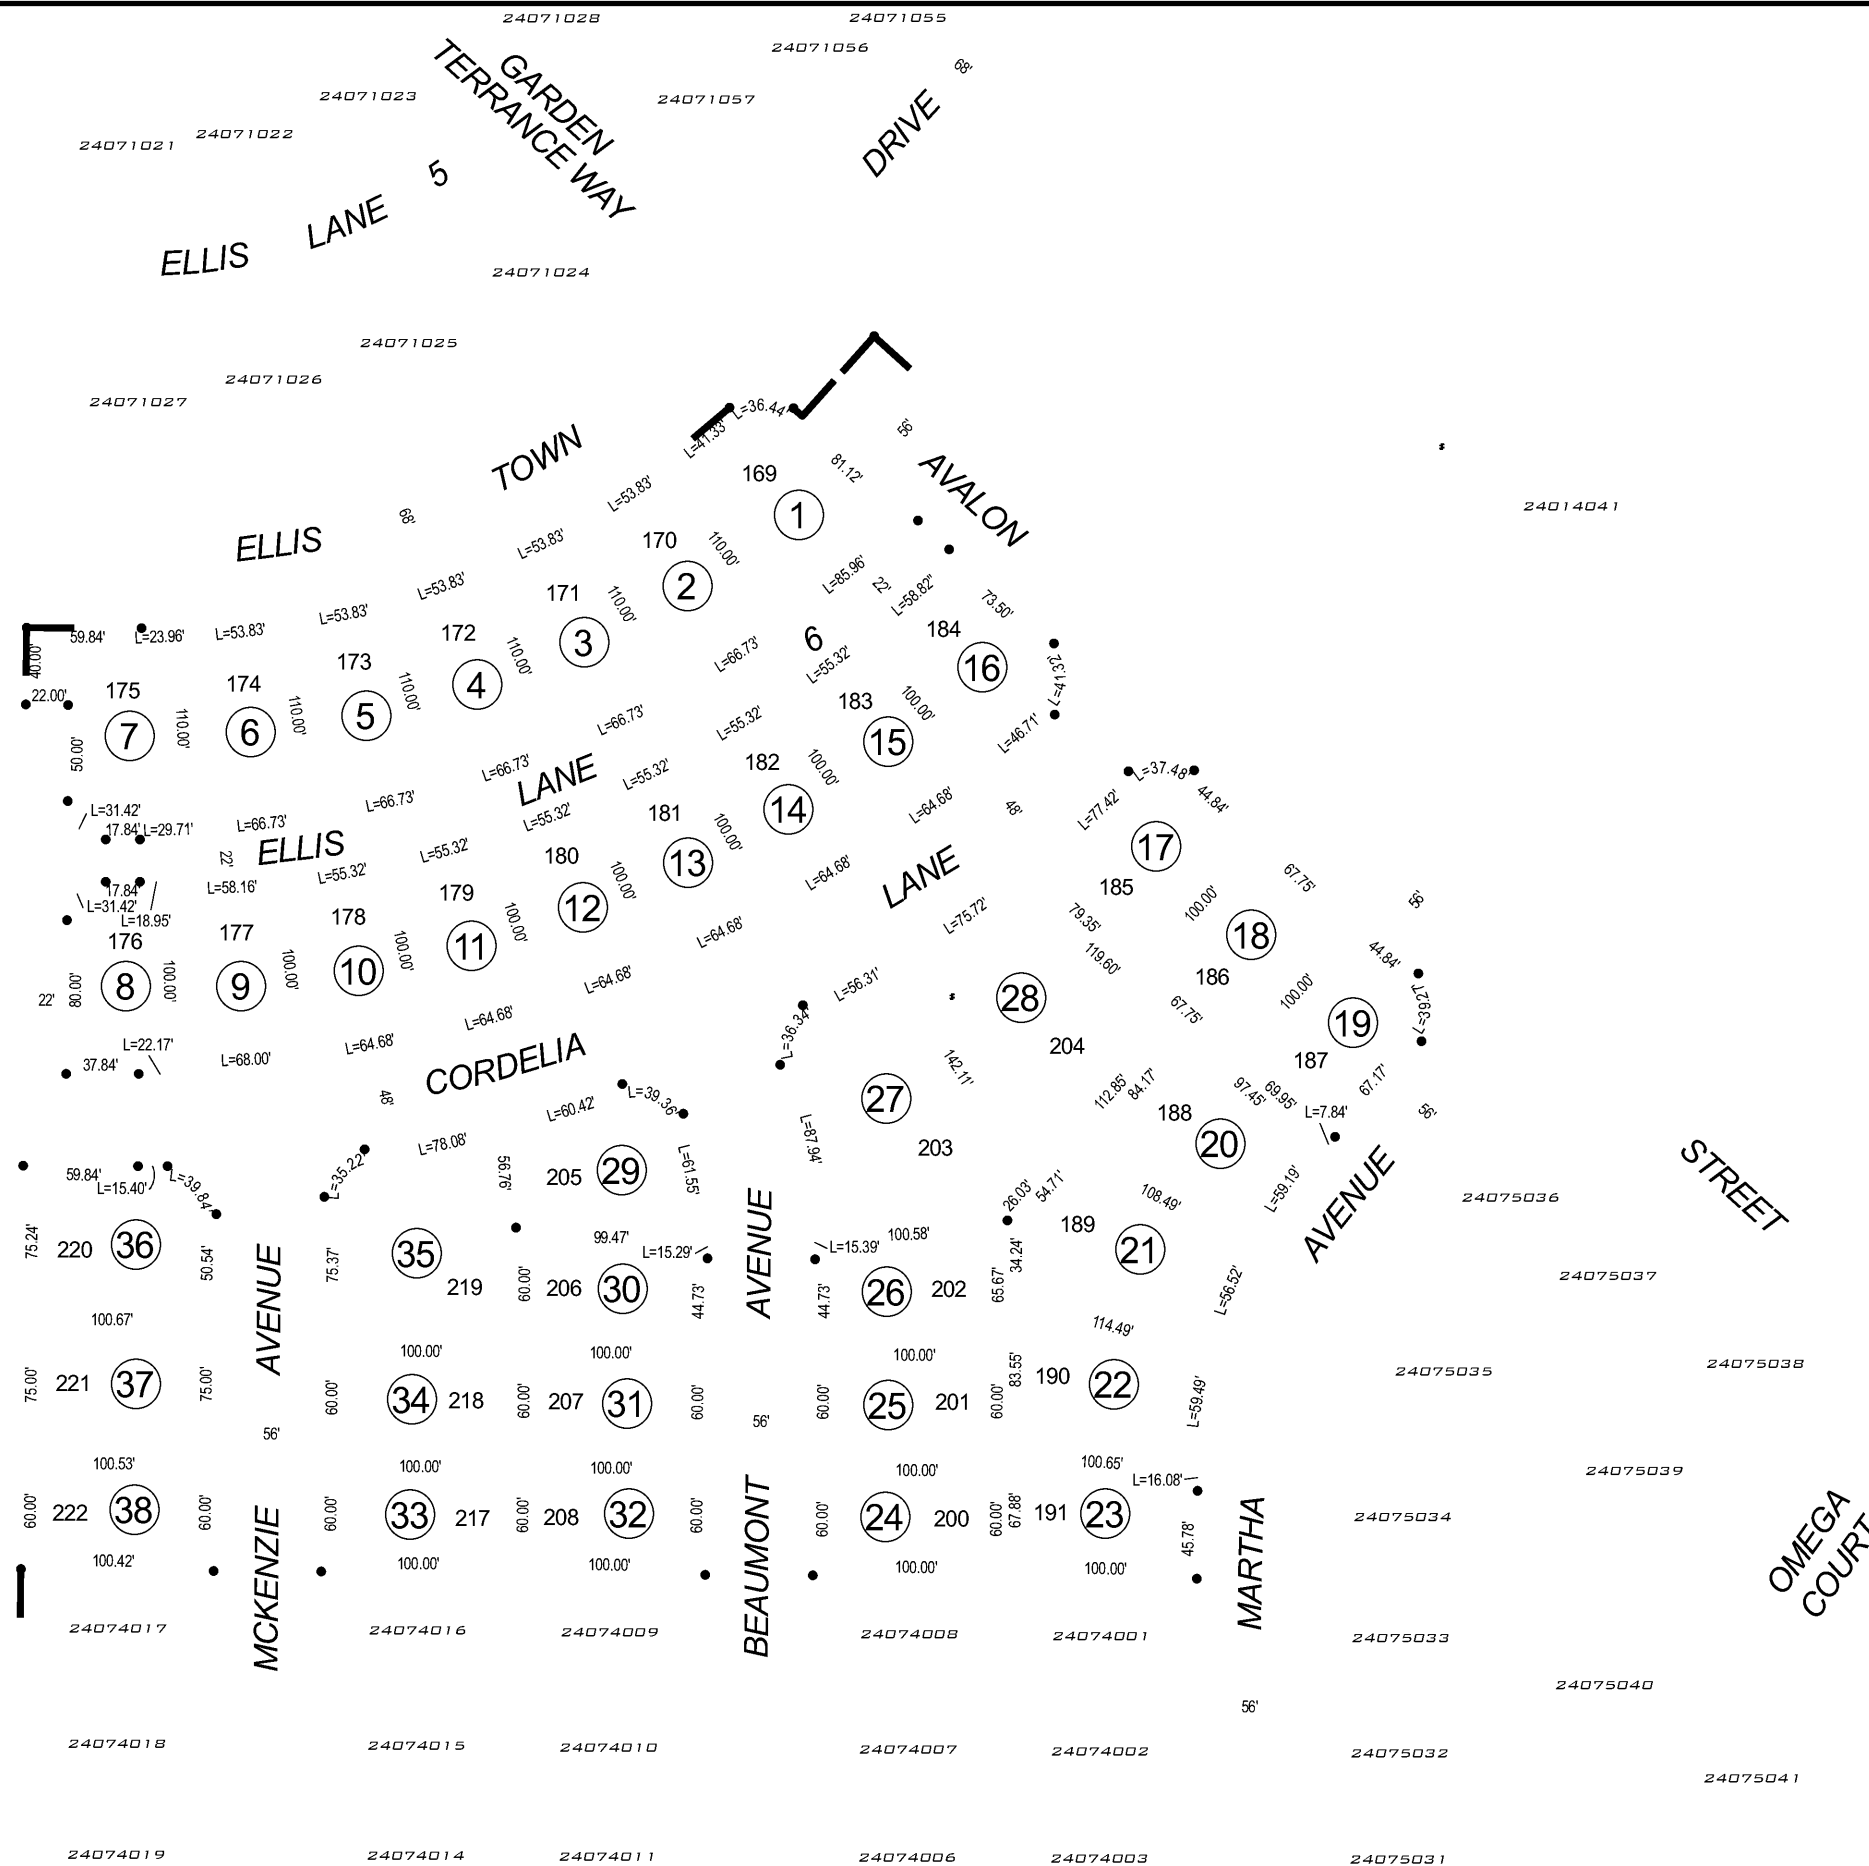 24071028
24071055
24071056
68'
GARDEN
TERRANCE WAY
24071023
24071057
DRIVE
24071022
24071021
5
LANE
ELLIS
24071024
24071025
24071026
24071027
L=36.44'
L=41.33'
56'
TOWN
AVALON
169
81.12'
1
L=53.83'
24014041
68'
ELLIS
L=53.83'
170
110.00'
2
L=85.96'
22'
L=58.82"
73.50'
L=53.83'
171
110.00'
3
L=53.83'
L=53.83'
59.84'
L=23.96'
40.00'
172
110.00'
4
L=66.73'
6
L=55.32'
184
16
L=41.32'
173
110.00'
5
174
110.00'
6
22.00'
175
110.00'
7
50.00'
L=66.73'
L=55.32'
183
100.00'
15
L=46.71'
L=66.73'
LANE
L=55.32'
182
100.00'
14
L=37.48'
44.84'
L=77.42'
L=66.73'
L=66.73'
L=31.42'
17.84'
L=29.71'
ELLIS
22'
L=55.32'
L=55.32'
L=55.32'
L=58.16'
181
100.00'
13
L=64.68'
48'
17
185
17.84'
L=31.42'
L=18.95'
180
100.00'
12
L=64.68'
LANE
67.75'
56'
179
100.00'
11
L=64.68'
L=75.72'
79.35'
100.00'
18
178
100.00'
10
177
100.00'
9
176
100.00'
8
80.00'
22'
L=64.68'
L=56.31'
119.60'
186
44.84'
28
67.75'
100.00'
19
L=39.27
L=64.68'
L=36.34'
204
187
L=22.17'
37.84'
L=68.00'
L=64.68'
CORDELIA
48'
142.11'
27
112.85'
84.17'
97.45'
69.95'
67.17'
56'
L=7.84'
188
20
L=60.42'
L=39.36'
L=78.08'
L=87.94'
203
AVENUE
STREET
59.84'
L=15.40'
L=39.84'
L=35.22'
56.76'
205
29
L=61.55'
26.03'
54.71'
108.49'
L=59.19'
24075036
75.24'
220
36
50.54'
AVENUE
75.37'
35
219
99.47'
L=15.29'
AVENUE
L=15.39'
100.58'
34.24'
189
21
60.00'
206
30
44.73'
44.73'
26
202
65.67'
L=56.52'
24075037
100.67'
114.49'
100.00'
100.00'
100.00'
83.55'
24075035
24075038
75.00'
221
37
75.00'
60.00'
34
218
60.00'
207
31
60.00'
56'
60.00'
25
201
60.00'
190
22
L=59.49'
56'
100.53'
100.00'
100.00'
100.00'
100.65'
L=16.08'
24075039
60.00'
222
38
60.00'
MCKENZIE
60.00'
33
217
60.00'
208
32
60.00'
BEAUMONT
60.00'
24
200
60.00'
67.88'
191
23
45.78'
MARTHA
24075034
OMEGA
COURT
100.42'
100.00'
100.00'
100.00'
100.00'
24074017
24074016
24074009
24074008
24074001
24075033
24075040
56'
24074018
24074015
24074010
24074007
24074002
24075032
24075041
24074019
24074014
24074011
24074006
24074003
24075031